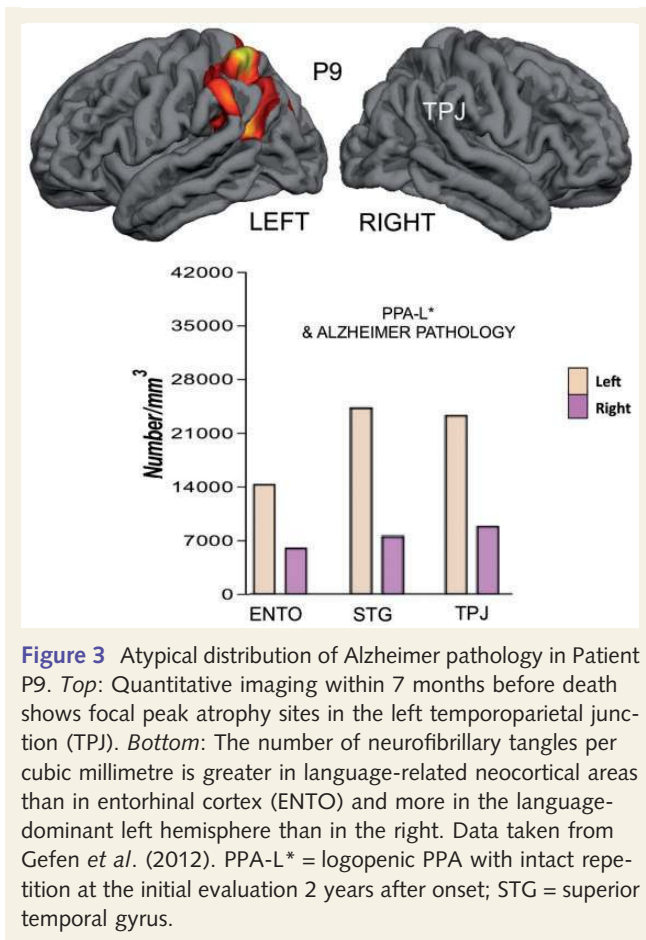 P9
TPJ
LEFT RIGHT
42000
PPA-L*
& ALZHEIMER PATHOLOGY
35000
28000
Left
Right
21000
Number/mm³
14000
7000
0
ENTO STG TPJ
Figure 3 Atypical distribution of Alzheimer pathology in Patient
P9. Top: Quantitative imaging within 7 months before death
shows focal peak atrophy sites in the left temporoparietal junc-
tion (TPJ). Bottom: The number of neurofibrillary tangles per
cubic millimetre is greater in language-related neocortical areas
than in entorhinal cortex (ENTO) and more in the language-
dominant left hemisphere than in the right. Data taken from
Gefen et al. (2012). PPA-L* = logopenic PPA with intact repe-
tition at the initial evaluation 2 years after onset; STG = superior
temporal gyrus.